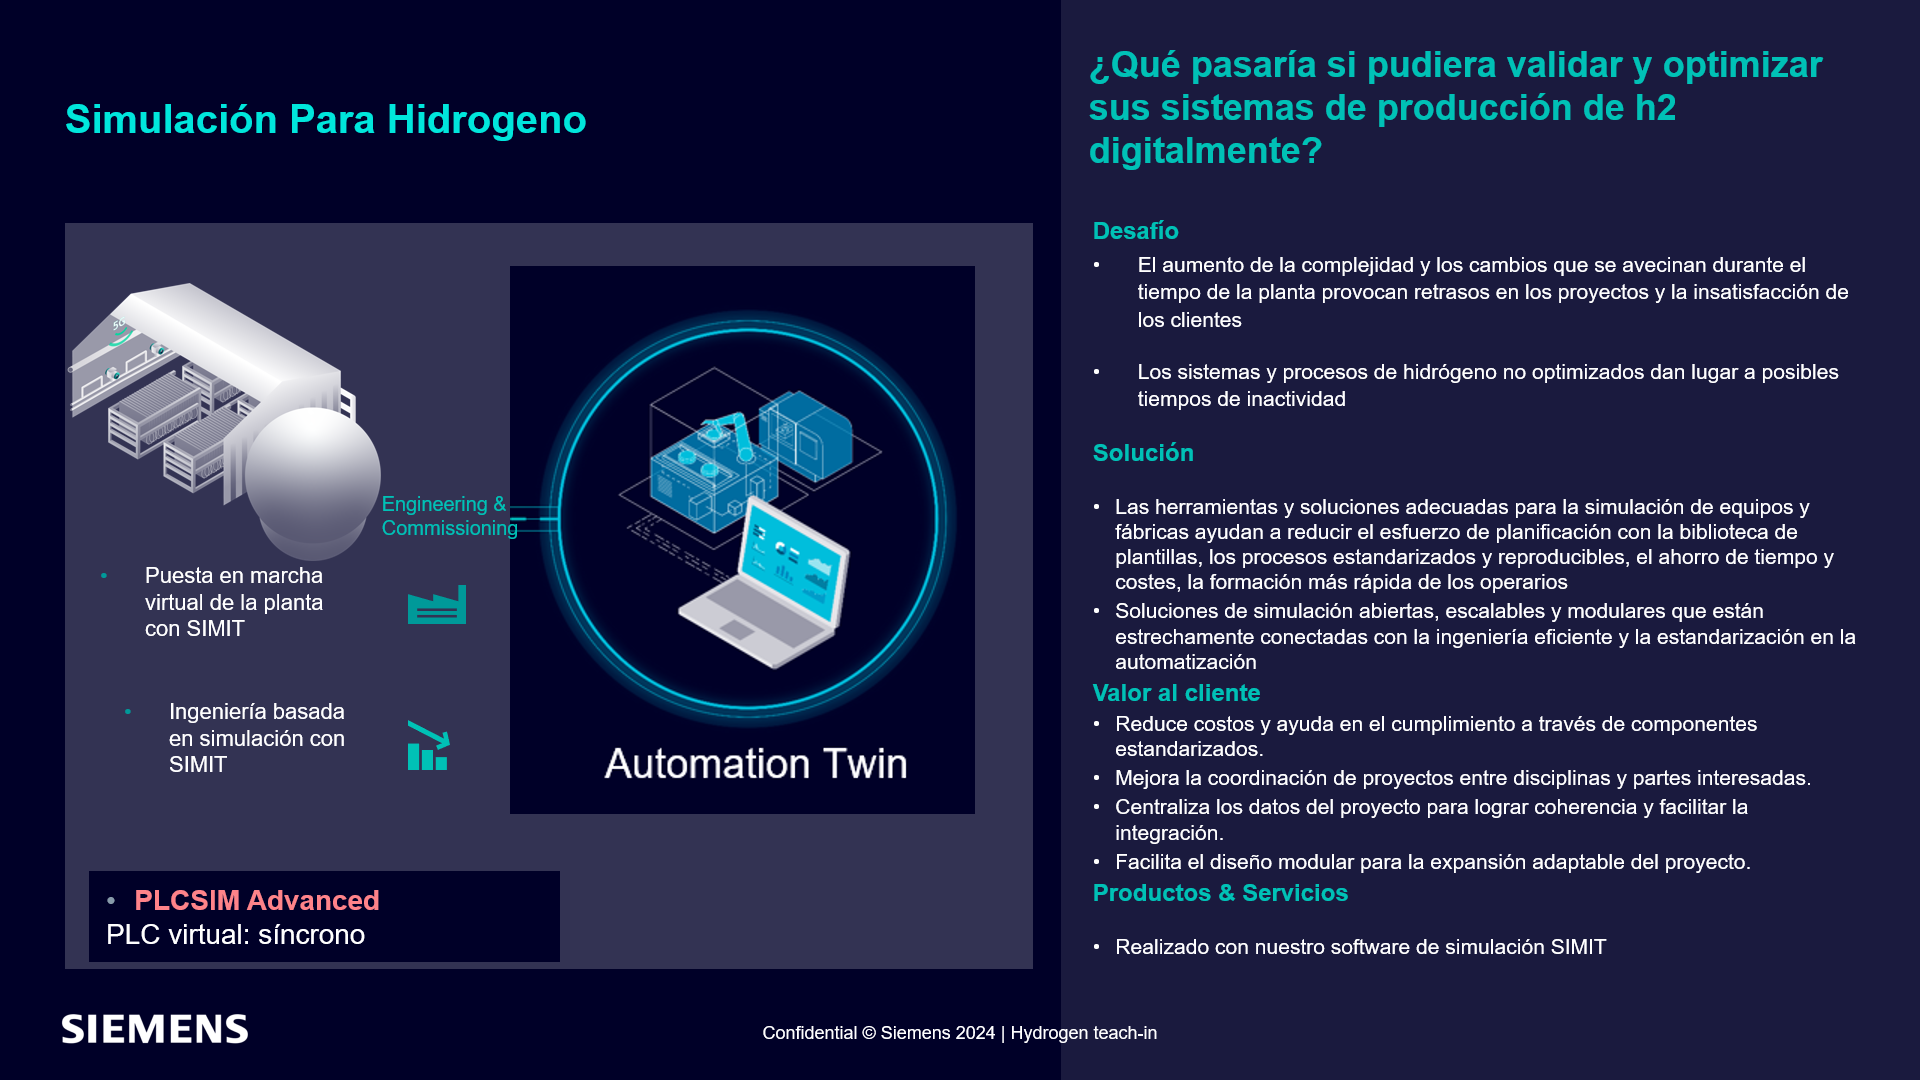 Simulación Para Hidrogeno
Engineering &
Commissioning
• Puesta en marcha
virtual de la planta
con SIMIT
• Ingeniería basada
en simulación con
SIMIT
Automation Twin
• PLCSIM Advanced
PLC virtual: síncrono
¿Qué pasaría si pudiera validar y optimizar
sus sistemas de producción de h2
digitalmente?
Desafío
• El aumento de la complejidad y los cambios que se avecinan durante el
tiempo de la planta provocan retrasos en los proyectos y la insatisfacción de
los clientes
• Los sistemas y procesos de hidrógeno no optimizados dan lugar a posibles
tiempos de inactividad
Solución
• Las herramientas y soluciones adecuadas para la simulación de equipos y
fábricas ayudan a reducir el esfuerzo de planificación con la biblioteca de
plantillas, los procesos estandarizados y reproducibles, el ahorro de tiempo y
costes, la formación más rápida de los operarios
• Soluciones de simulación abiertas, escalables y modulares que están
estrechamente conectadas con la ingeniería eficiente y la estandarización en la
automatización
Valor al cliente
• Reduce costos y ayuda en el cumplimiento a través de componentes
estandarizados.
• Mejora la coordinación de proyectos entre disciplinas y partes interesadas.
• Centraliza los datos del proyecto para lograr coherencia y facilitar la
integración.
• Facilita el diseño modular para la expansión adaptable del proyecto.
Productos & Servicios
• Realizado con nuestro software de simulación SIMIT
SIEMENS
Confidential © Siemens 2024 | Hydrogen teach-in